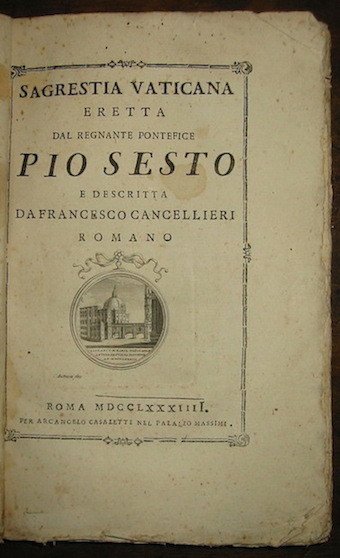 SAGRESTIA VATICANA
ERETTA
DAL REGNANTE PONTEFICE
PIO SESTO
E DESCRITTA
DA FRANCESCO CANCELLIERI
ROMANO
ROMA MDCCLXXXIIII.
PER ARCANGELO CASALETTI NEL PALAZZO MASSIMI.